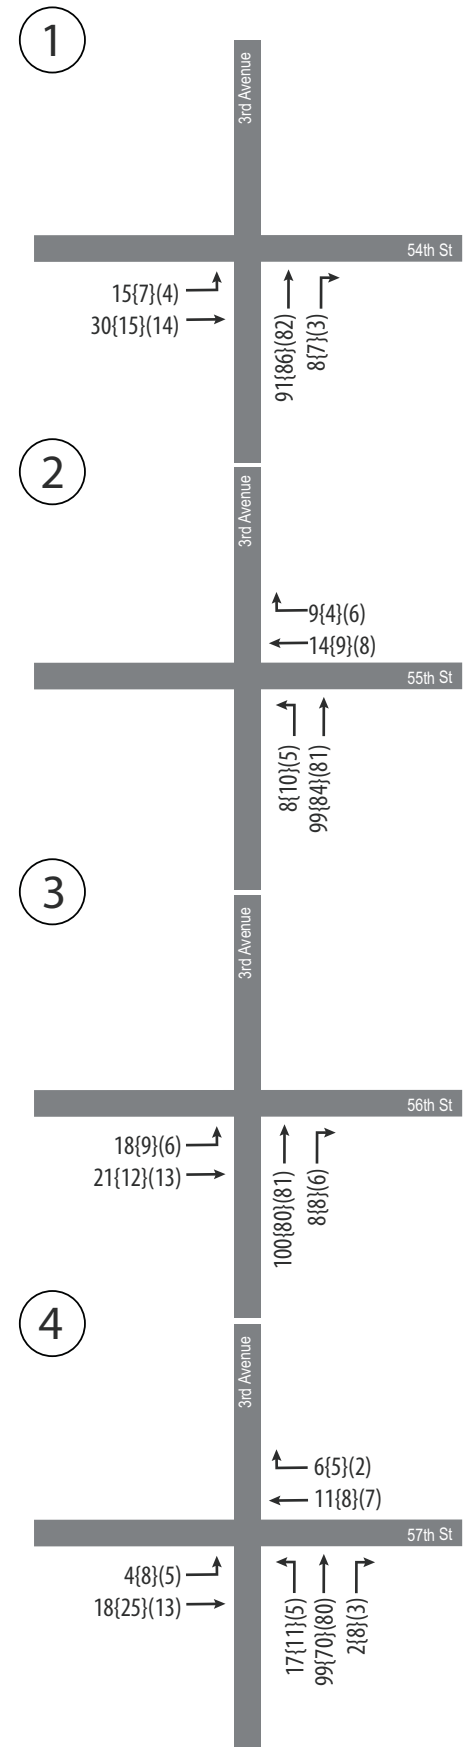 1
3rd Avenue
54th St
15{7}(4)
30{15}(14)
91{86}(82)
8{7}(3)
2
3rd Avenue
9{4}(6)
14{9}(8)
55th St
8{10}(5)
99{84}(81)
3
3rd Avenue
56th St
18{9}(6)
21{12}(13)
100{80}(81)
8{8}(6)
4
3rd Avenue
6{5}(2)
11{8}(7)
57th St
4{8}(5)
18{25}(13)
17{11}(5)
99{70}(80)
2{8}(3)